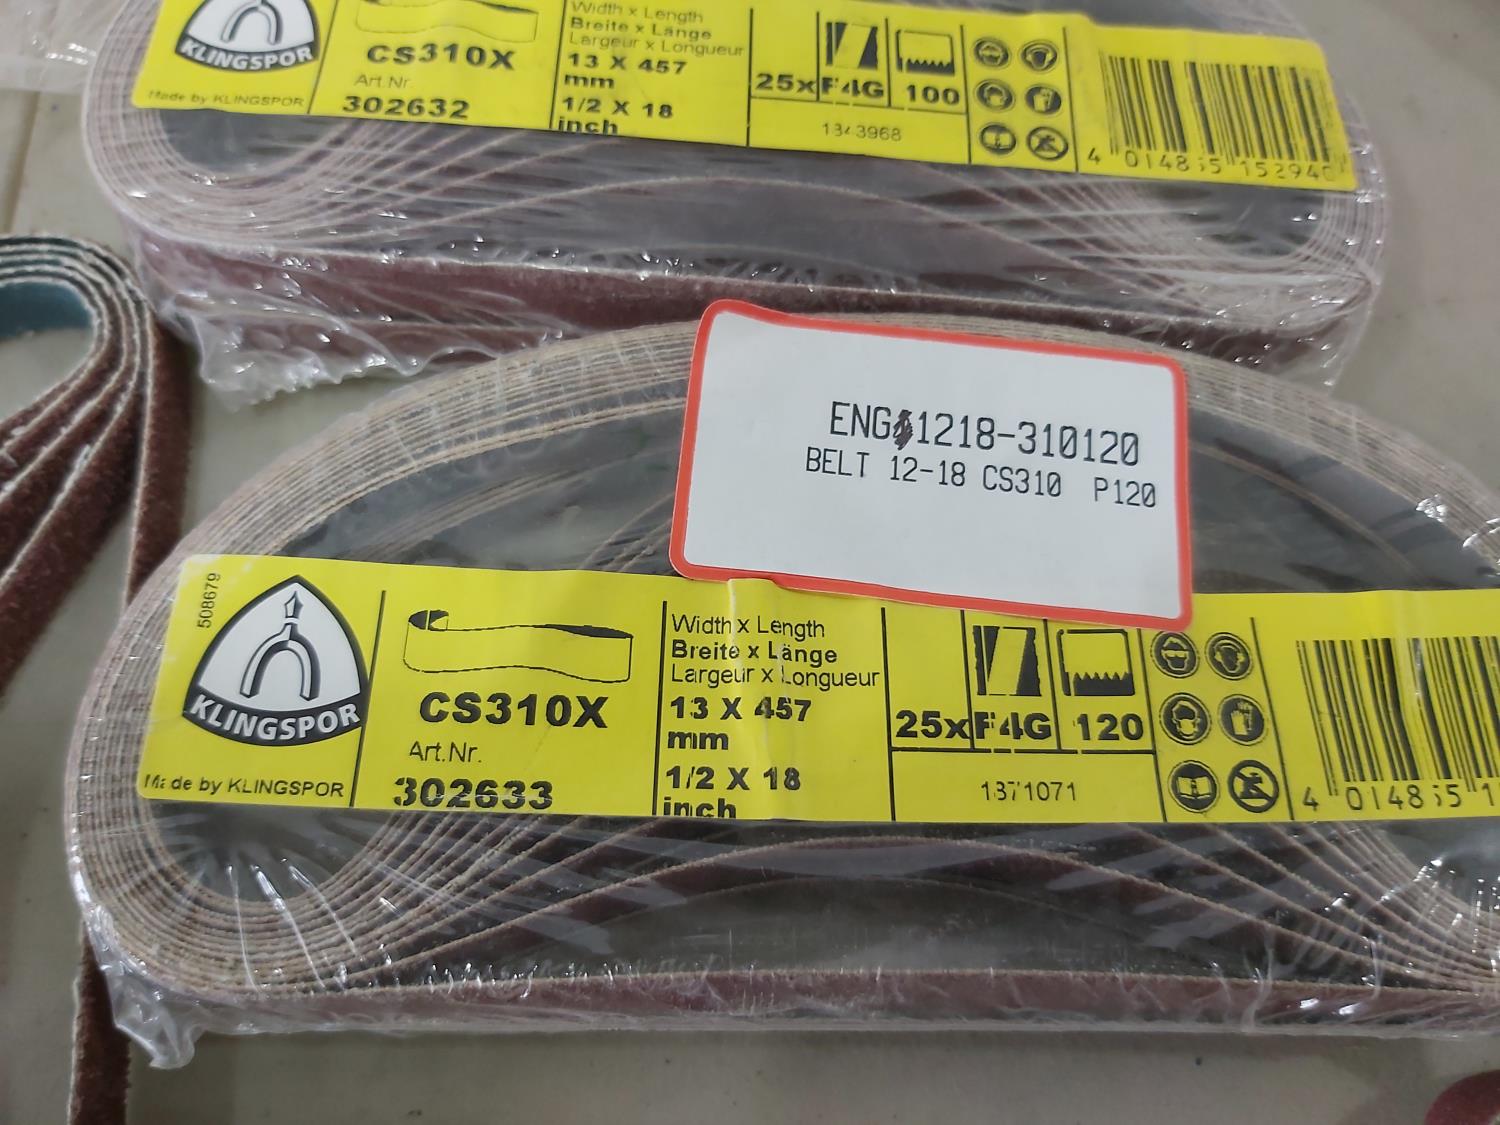 KLINGSPOR
Made by KLINGSPOR
CS310X
Art.Nr.
302632
Width x Length
Breite x Länge
Largeur x Longueur
13 X 457
mm
1/2 X 18
inch
25x F4G 100
1343968
ENG 1218-310120
BELT 12-18 CS310 P120
508679
KLINGSPOR
Made by KLINGSPOR
CS310X
Art.Nr.
302633
Width x Length
Breite x Länge
Largeur x Longueur
13 X 457
mm
1/2 X 18
inch
25x F4G 120
1371071